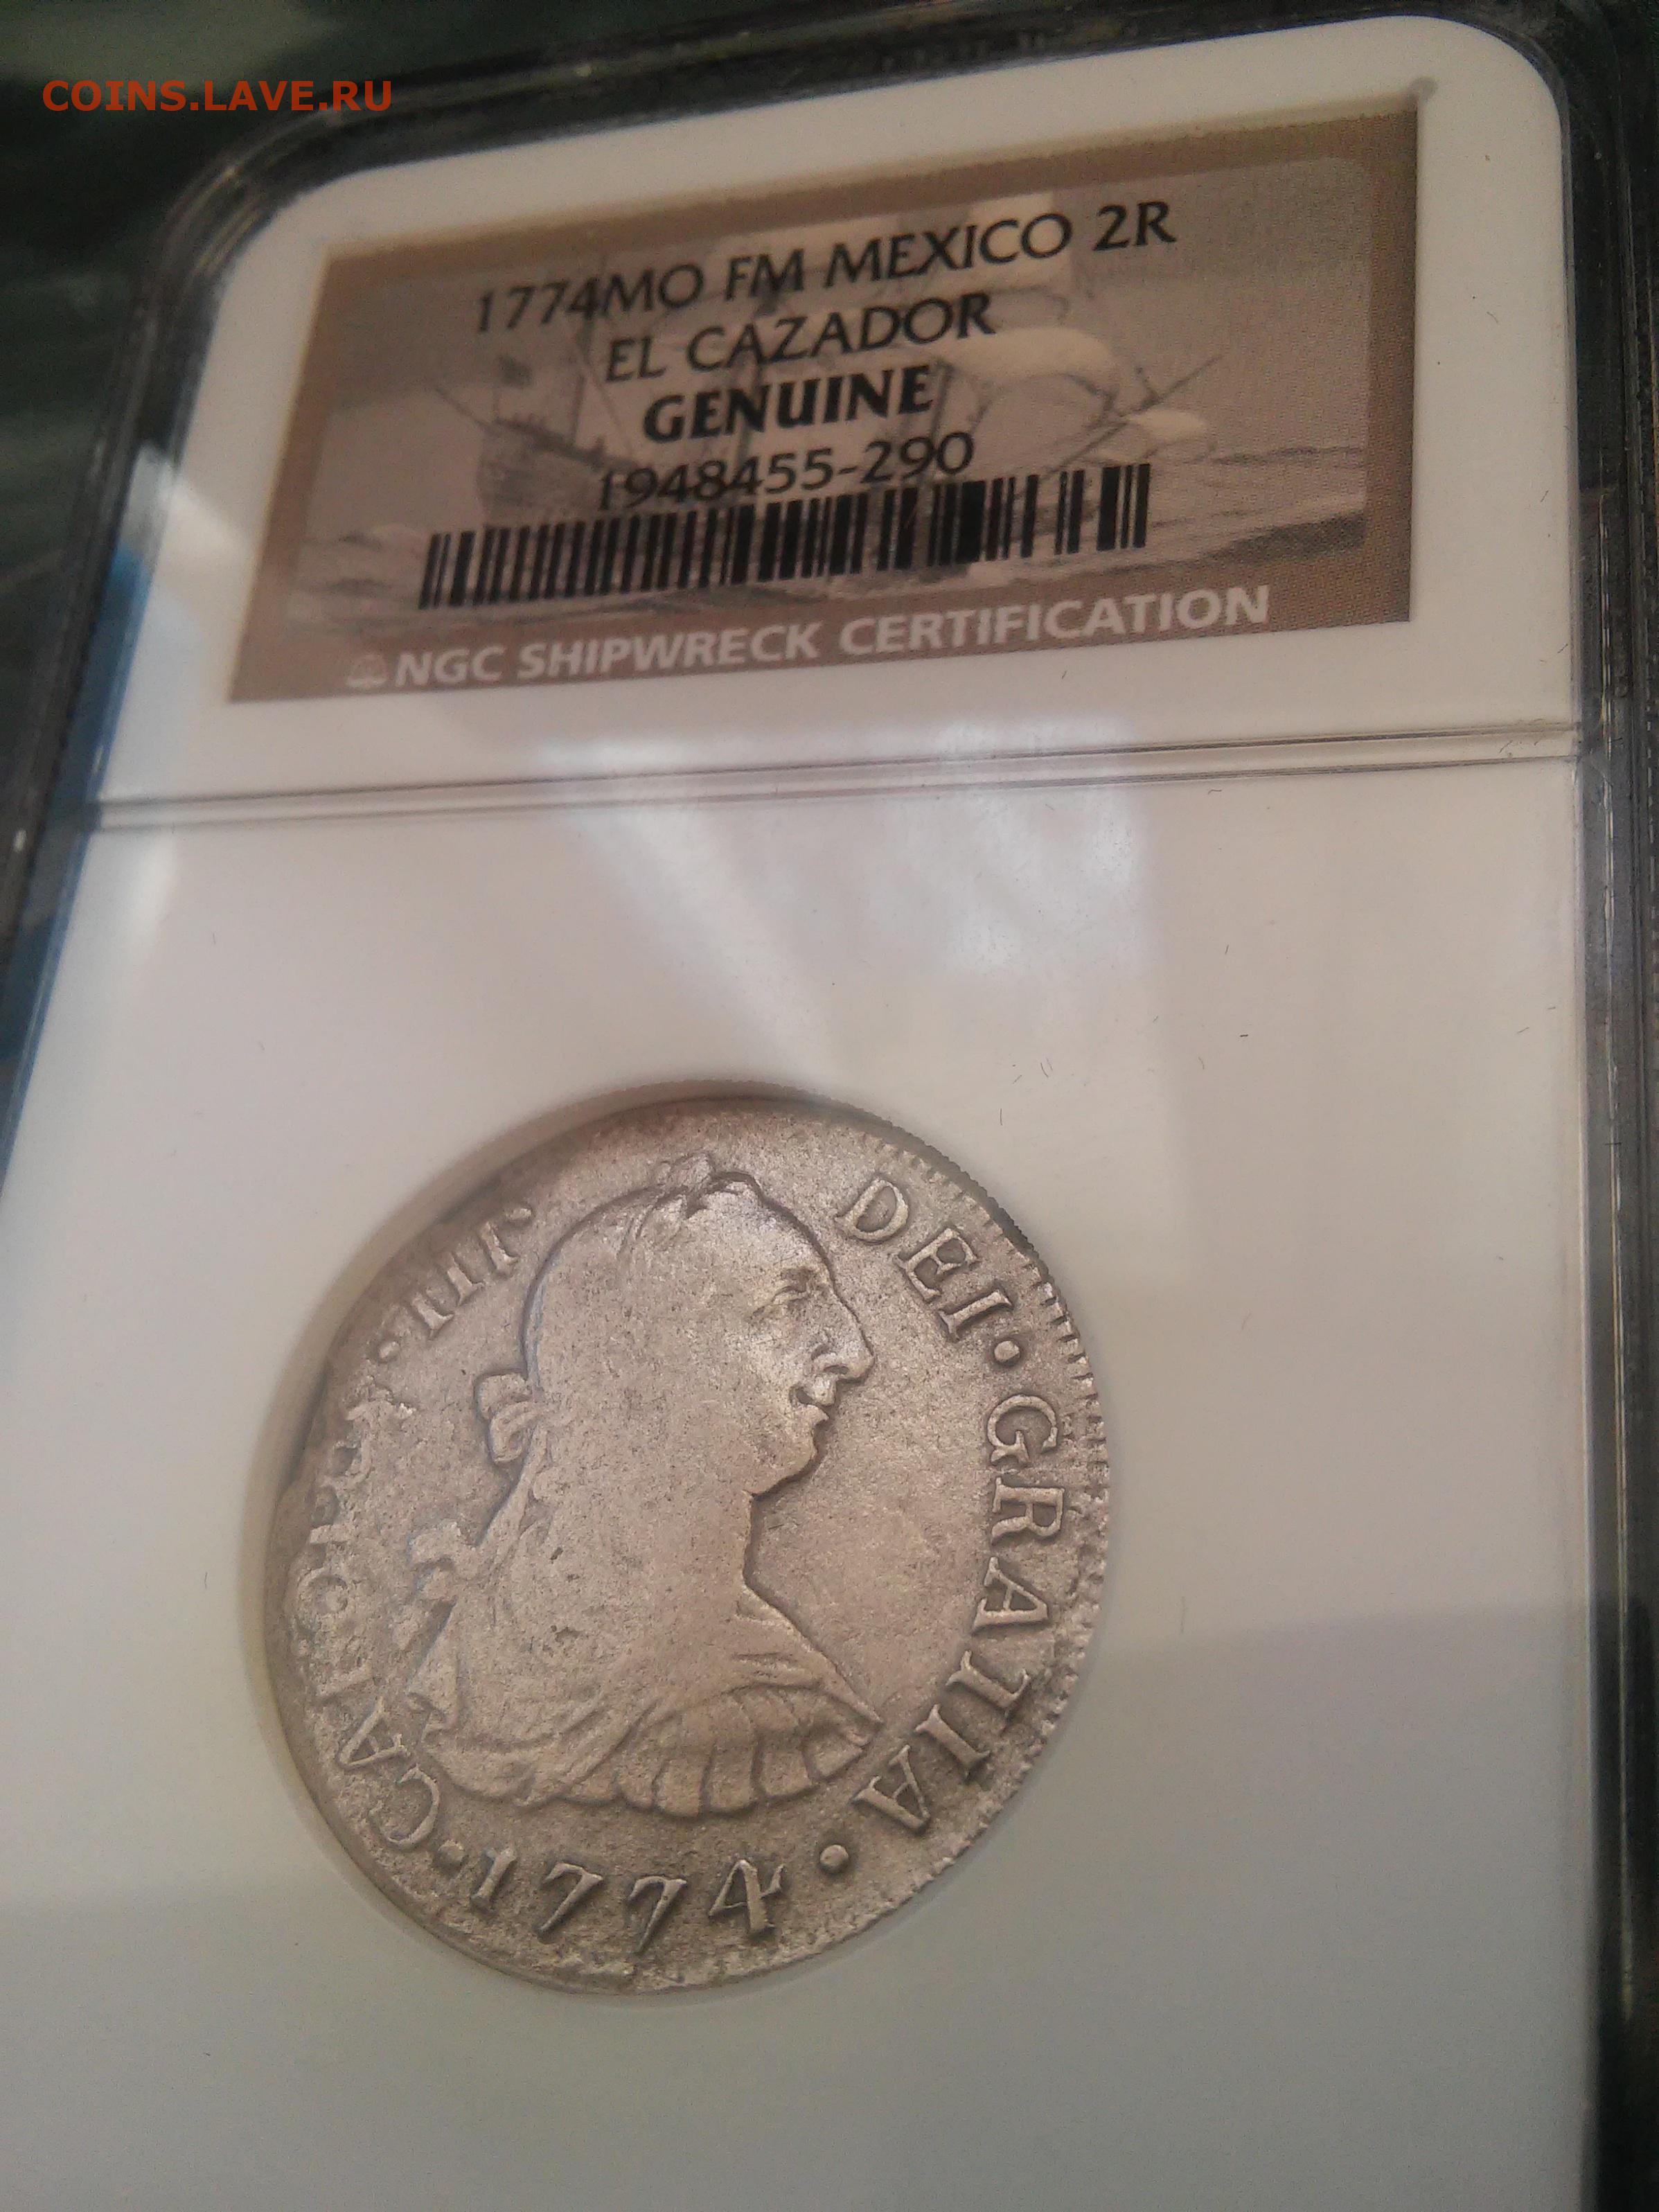 COINS.LAVE.RU
1774MO FM MEXICO 2R
EL CAZADOR
GENUINE
1948455-290
NGC SHIPWRECK CERTIFICATION
CAROLUS·III· DEI·GRATIA·1774·